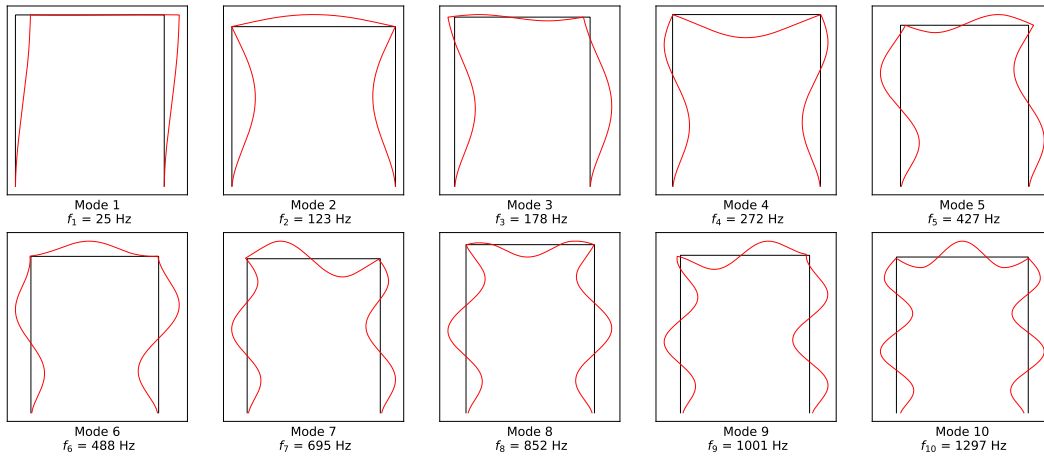 Mode 1
f₁ = 25 Hz
Mode 2
f₂ = 123 Hz
Mode 3
f₃ = 178 Hz
Mode 4
f₄ = 272 Hz
Mode 5
f₅ = 427 Hz
Mode 6
f₆ = 488 Hz
Mode 7
f₇ = 695 Hz
Mode 8
f₈ = 852 Hz
Mode 9
f₉ = 1001 Hz
Mode 10
f₁₀ = 1297 Hz